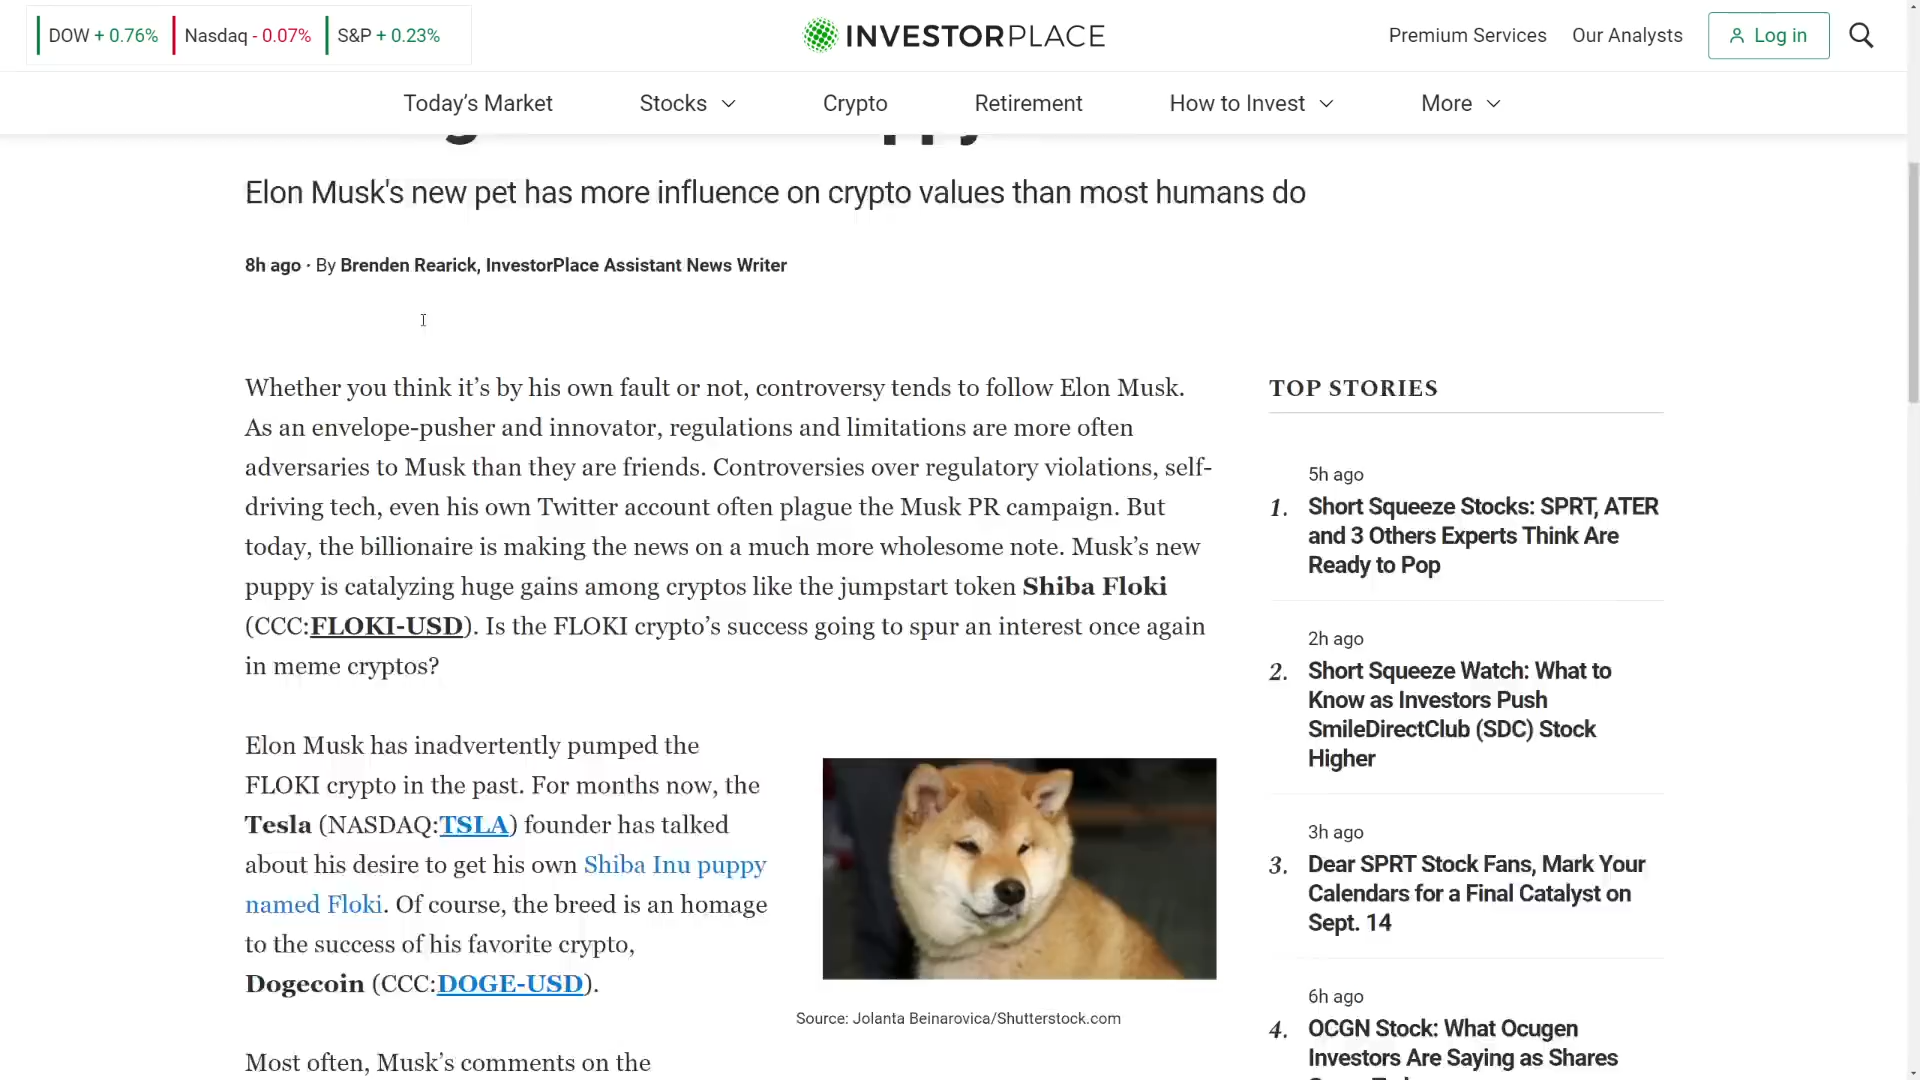 DOW + 0.76% Nasdaq - 0.07% S&P + 0.23%
INVESTORPLACE
Premium Services Our Analysts Log in
Today's Market Stocks Crypto Retirement How to Invest More
Elon Musk's new pet has more influence on crypto values than most humans do
8h ago · By Brenden Rearick, InvestorPlace Assistant News Writer
Whether you think it's by his own fault or not, controversy tends to follow Elon Musk.
As an envelope-pusher and innovator, regulations and limitations are more often
adversaries to Musk than they are friends. Controversies over regulatory violations, self-
driving tech, even his own Twitter account often plague the Musk PR campaign. But
today, the billionaire is making the news on a much more wholesome note. Musk's new
puppy is catalyzing huge gains among cryptos like the jumpstart token Shiba Floki
(CCC:FLOKI-USD). Is the FLOKI crypto's success going to spur an interest once again
in meme cryptos?
Elon Musk has inadvertently pumped the
FLOKI crypto in the past. For months now, the
Tesla (NASDAQ:TSLA) founder has talked
about his desire to get his own Shiba Inu puppy
named Floki. Of course, the breed is an homage
to the success of his favorite crypto,
Dogecoin (CCC:DOGE-USD).
Most often, Musk's comments on the
Source: Jolanta Beinarovica/Shutterstock.com
TOP STORIES
5h ago
1. Short Squeeze Stocks: SPRT, ATER
and 3 Others Experts Think Are
Ready to Pop
2h ago
2. Short Squeeze Watch: What to
Know as Investors Push
SmileDirectClub (SDC) Stock
Higher
3h ago
3. Dear SPRT Stock Fans, Mark Your
Calendars for a Final Catalyst on
Sept. 14
6h ago
4. OCGN Stock: What Ocugen
Investors Are Saying as Shares